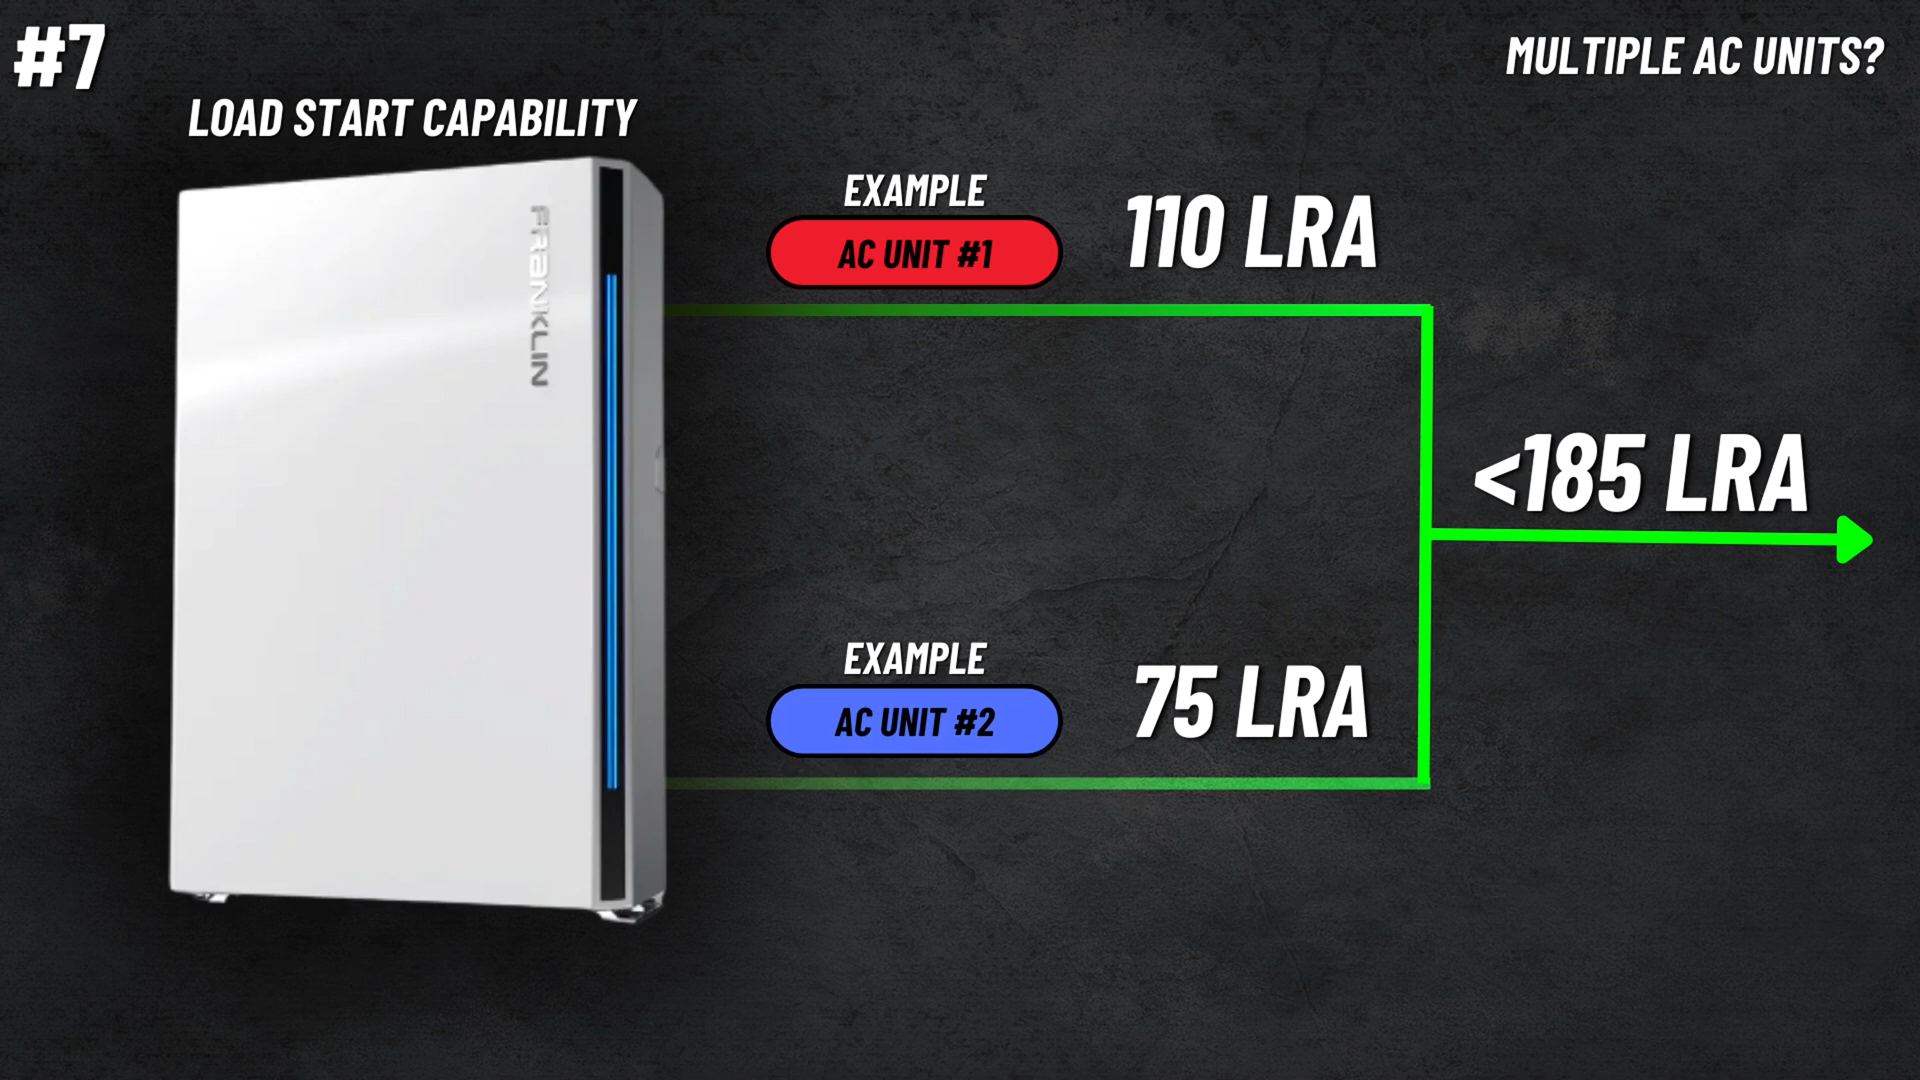 #7
MULTIPLE AC UNITS?
LOAD START CAPABILITY
FRANKLIN
EXAMPLE
AC UNIT #1
110 LRA
<185 LRA
EXAMPLE
AC UNIT #2
75 LRA